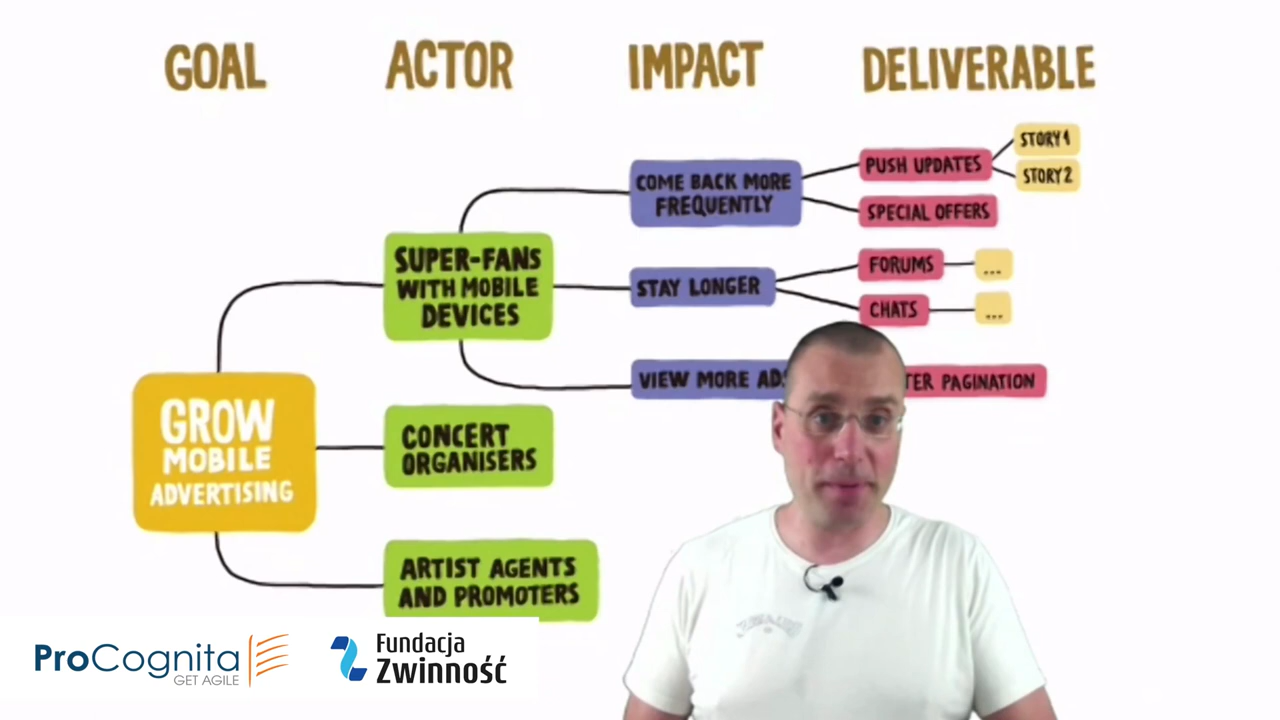 GOAL
ACTOR
IMPACT
DELIVERABLE
STORY 1
STORY 2
PUSH UPDATES
COME BACK MORE
FREQUENTLY
SPECIAL OFFERS
SUPER-FANS
WITH MOBILE
DEVICES
FORUMS
...
STAY LONGER
CHATS
...
VIEW MORE ADS
PAGINATION
GROW
MOBILE
ADVERTISING
CONCERT
ORGANISERS
ARTIST AGENTS
AND PROMOTERS
ProCognita
GET AGILE
Fundacja
Zwinność